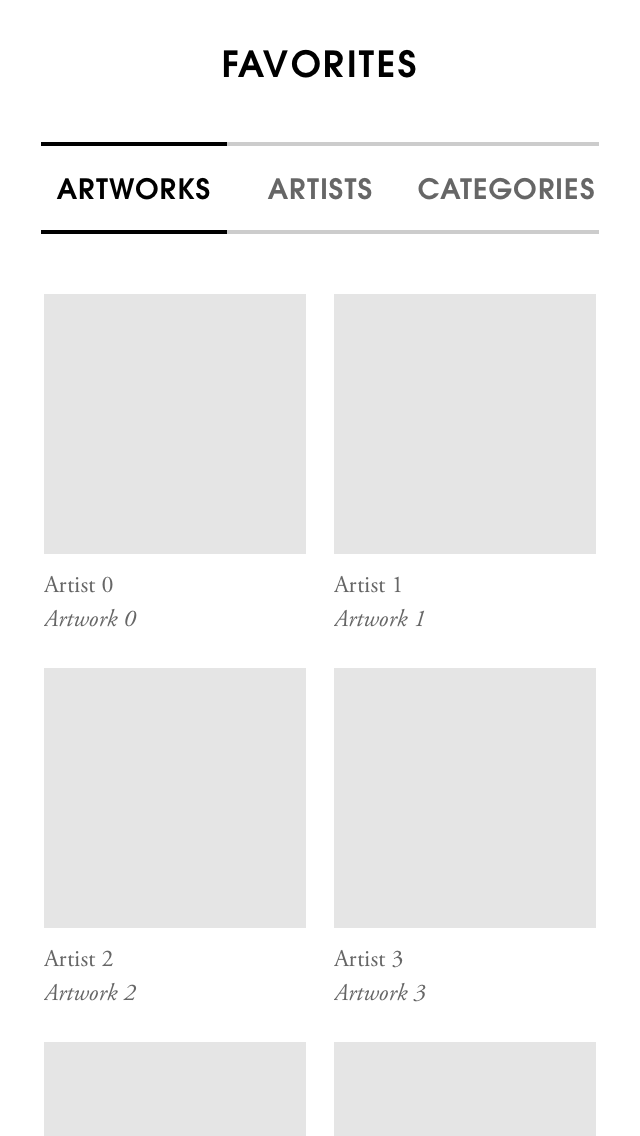 FAVORITES
ARTWORKS ARTISTS CATEGORIES
Artist 0 Artist 1
Artwork 0 Artwork 1
Artist 2 Artist 3
Artwork 2 Artwork 3